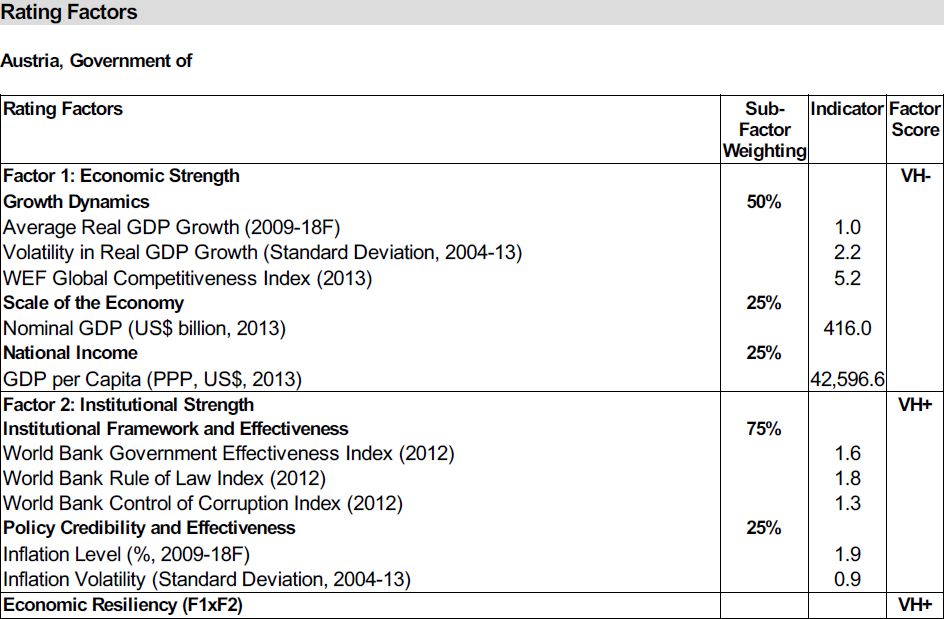 Rating Factors
Austria, Government of
Rating Factors Sub-Factor Weighting Indicator Factor Score
Factor 1: Economic Strength VH-
Growth Dynamics 50%
Average Real GDP Growth (2009-18F) 1.0
Volatility in Real GDP Growth (Standard Deviation, 2004-13) 2.2
WEF Global Competitiveness Index (2013) 5.2
Scale of the Economy 25%
Nominal GDP (US$ billion, 2013) 416.0
National Income 25%
GDP per Capita (PPP, US$, 2013) 42,596.6
Factor 2: Institutional Strength VH+
Institutional Framework and Effectiveness 75%
World Bank Government Effectiveness Index (2012) 1.6
World Bank Rule of Law Index (2012) 1.8
World Bank Control of Corruption Index (2012) 1.3
Policy Credibility and Effectiveness 25%
Inflation Level (%, 2009-18F) 1.9
Inflation Volatility (Standard Deviation, 2004-13) 0.9
Economic Resiliency (F1xF2) VH+